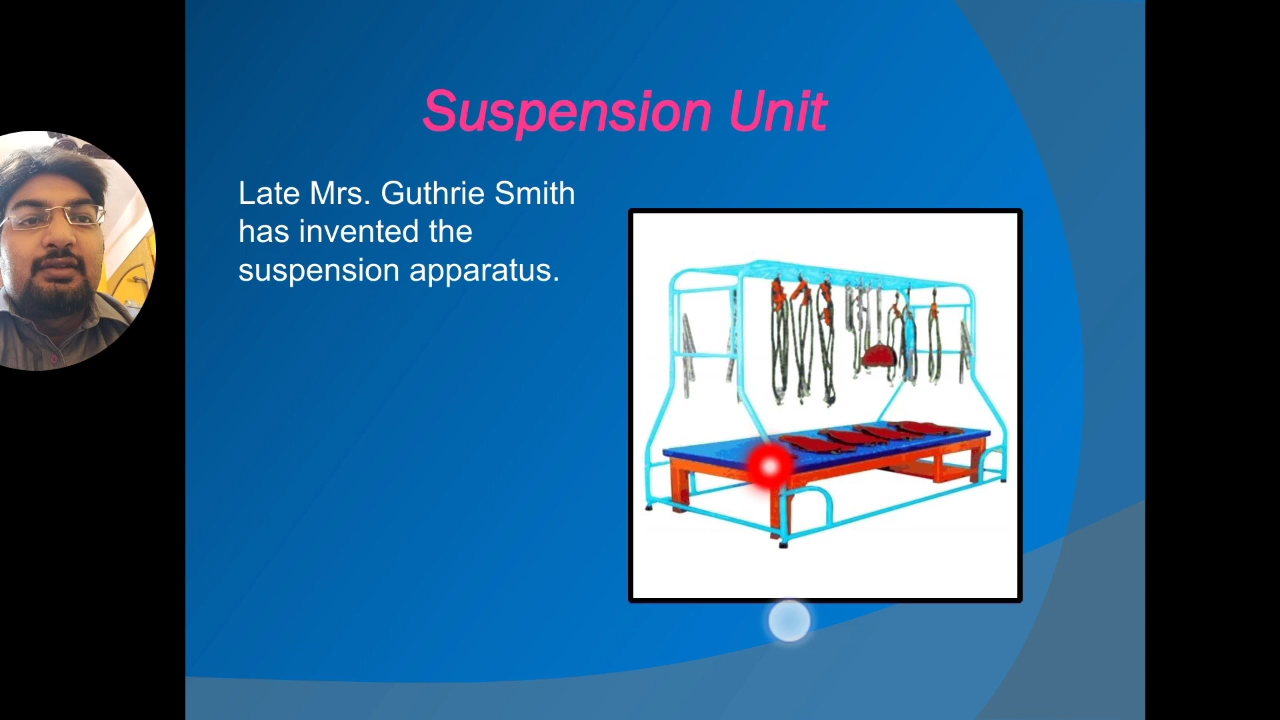 Suspension Unit
Late Mrs. Guthrie Smith
has invented the
suspension apparatus.